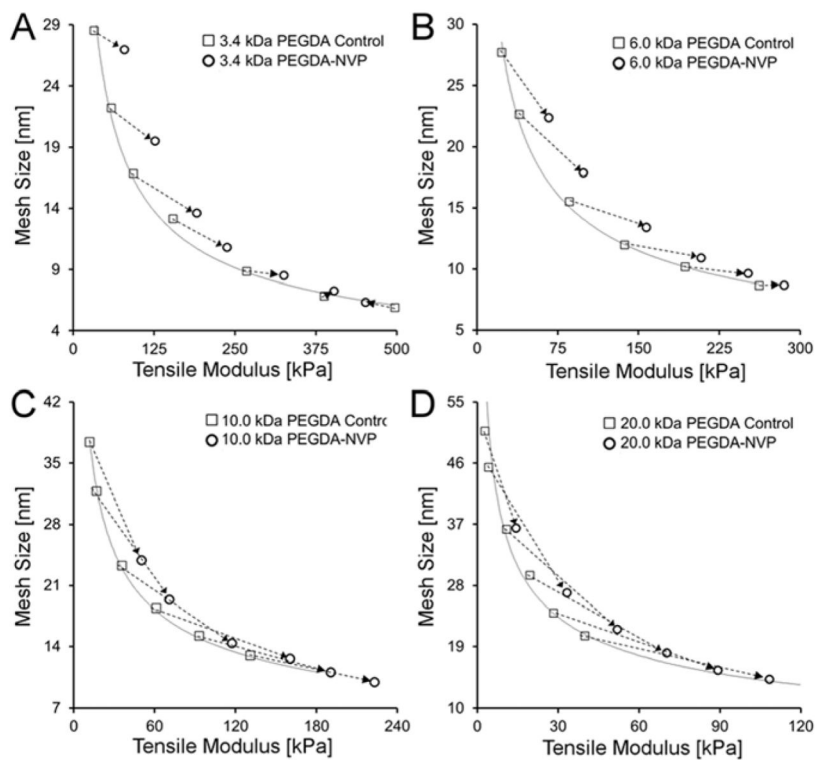 A
3.4 kDa PEGDA Control
3.4 kDa PEGDA-NVP
Mesh Size [nm]
29
24
19
14
9
4
0
125
250
375
500
Tensile Modulus [kPa]
B
6.0 kDa PEGDA Control
6.0 kDa PEGDA-NVP
Mesh Size [nm]
30
25
20
15
10
5
0
75
150
225
300
Tensile Modulus [kPa]
C
10.0 kDa PEGDA Contro
10.0 kDa PEGDA-NVP
Mesh Size [nm]
42
35
28
21
14
7
0
60
120
180
240
Tensile Modulus [kPa]
D
20.0 kDa PEGDA Control
20.0 kDa PEGDA-NVP
Mesh Size [nm]
55
46
37
28
19
10
0
30
60
90
120
Tensile Modulus [kPa]